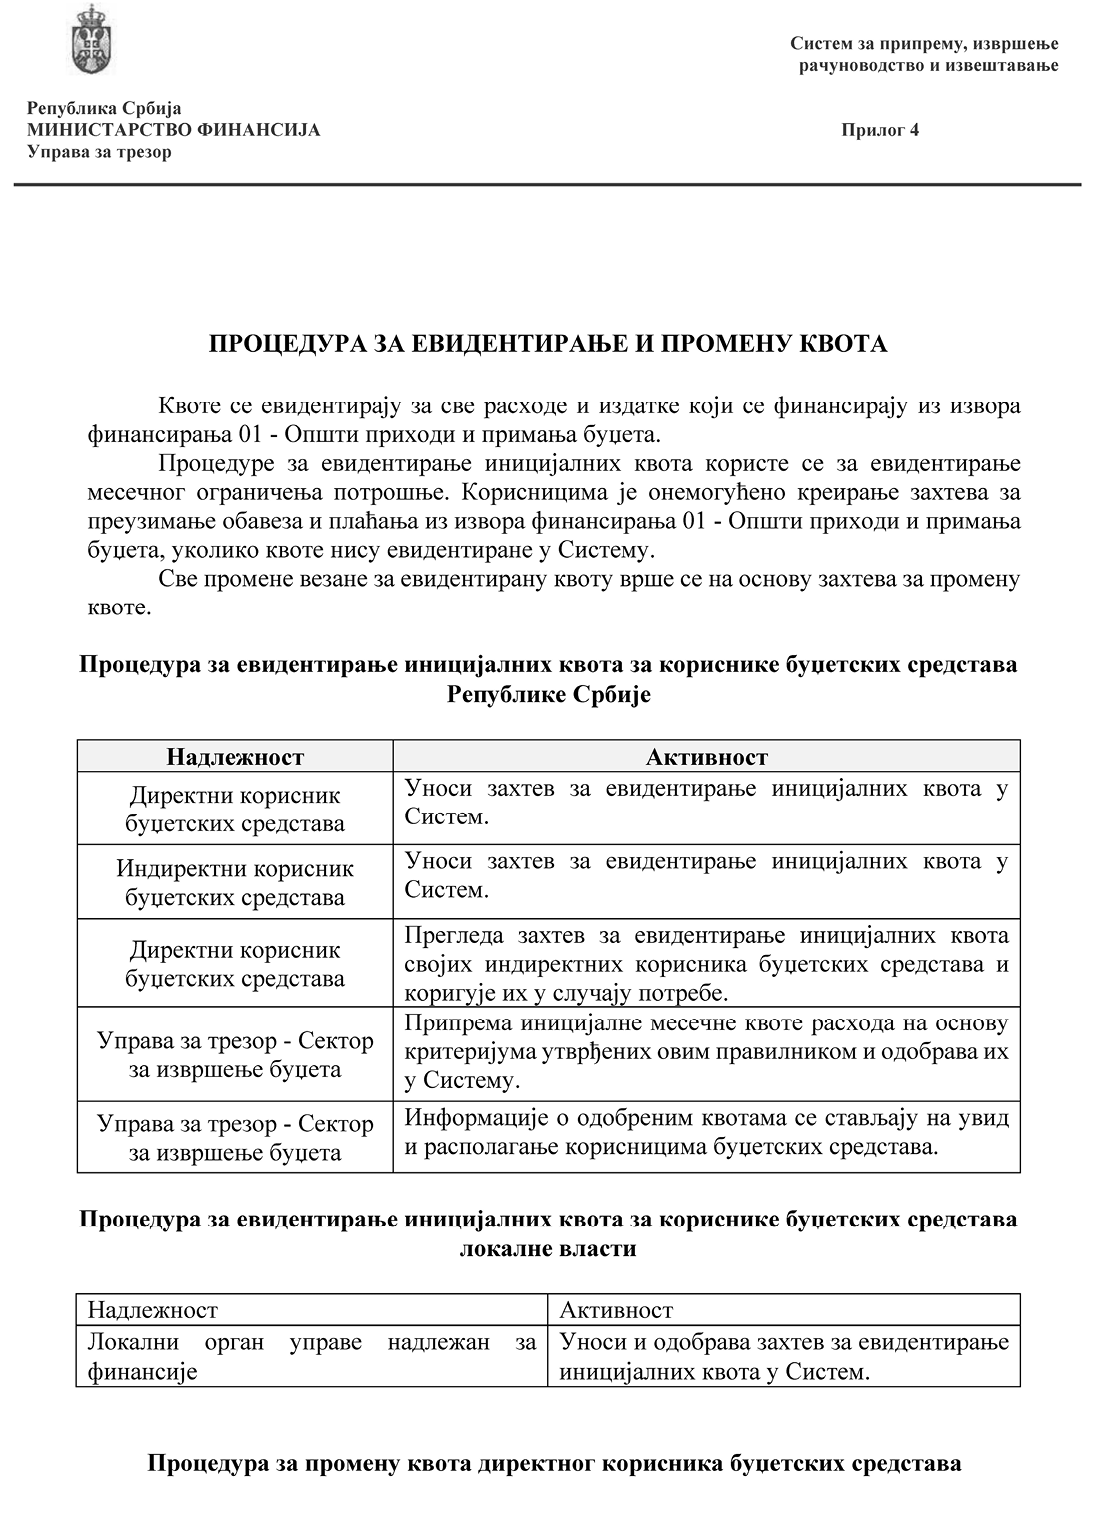 Систем за припрему, извршење
рачуноводство и извештавање
Република Србија
МИНИСТАРСТВО ФИНАНСИЈА
Прилог 4
Управа за трезор
ПРОЦЕДУРА ЗА ЕВИДЕНТИРАЊЕ И ПРОМЕНУ КВОТА
Квоте се евидентирају за све расходе и издатке који се финансирају из извора
финансирања 01 - Општи приходи и примања буџета.
Процедуре за евидентирање иницијалних квота користе се за евидентирање
месечног ограничења потрошње. Корисницима је онемогућено креирање захтева за
преузимање обавеза и плаћања из извора финансирања 01 - Општи приходи и примања
буџета, уколико квоте нису евидентиране у Систему.
Све промене везане за евидентирану квоту врше се на основу захтева за промену
квоте.
Процедура за евидентирање иницијалних квота за кориснике буџетских средстава
Републике Србије
Надлежност
Активност
Директни корисник
буџетских средстава
Уноси захтев за евидентирање иницијалних квота у
Систем.
Индиректни корисник
буџетских средстава
Уноси захтев за евидентирање иницијалних квота у
Систем.
Директни корисник
буџетских средстава
Прегледа захтев за евидентирање иницијалних квота
својих индиректних корисника буџетских средстава и
коригује их у случају потребе.
Управа за трезор - Сектор
за извршење буџета
Припрема иницијалне месечне квоте расхода на основу
критеријума утврђених овим правилником и одобрава их
у Систему.
Управа за трезор - Сектор
за извршење буџета
Информације о одобреним квотама се стављају на увид
и располагање корисницима буџетских средстава.
Процедура за евидентирање иницијалних квота за кориснике буџетских средстава
локалне власти
Надлежност
Активност
Локални орган управе надлежан за
финансије
Уноси и одобрава захтев за евидентирање
иницијалних квота у Систем.
Процедура за промену квота директног корисника буџетских средстава